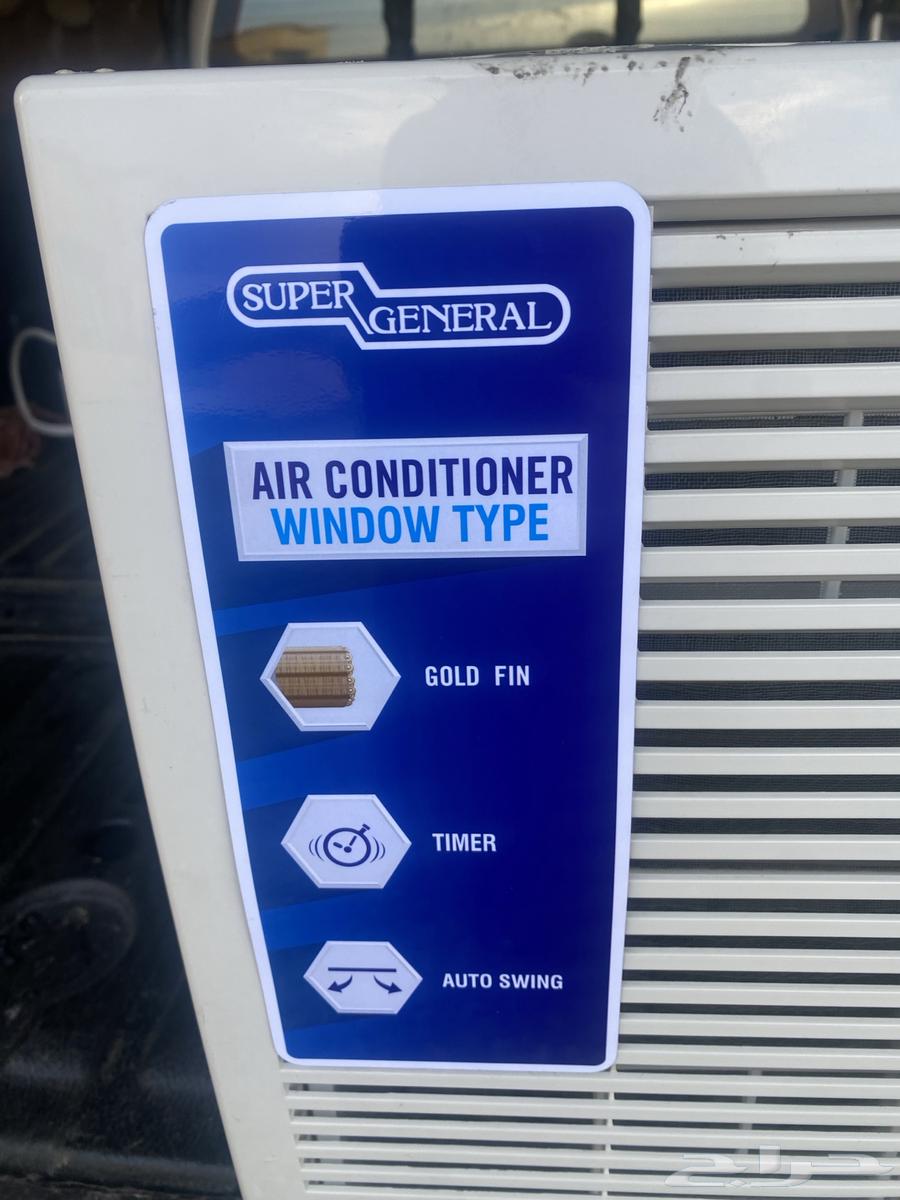 SUPER
GENERAL
AIR CONDITIONER
WINDOW TYPE
GOLD FIN
TIMER
AUTO SWING
حراج